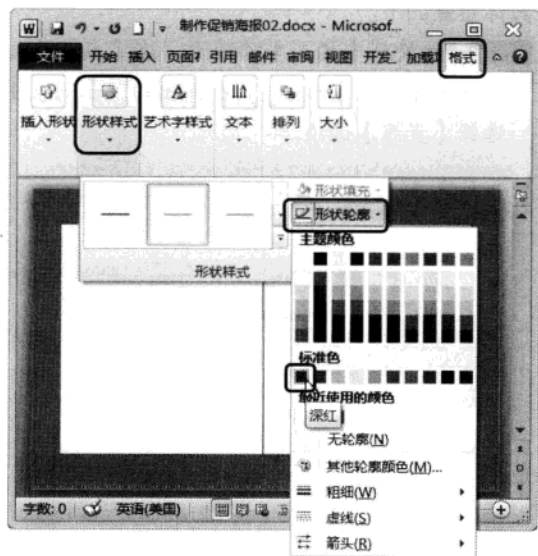 制作促销海报02.docx - Microsof...
文件 开始 插入 页面 引用 邮件 审阅 视图 开发 加载 格式
插入形状 形状样式 艺术字样式 文本 排列 大小
形状填充
形状轮廓
主题颜色
形状样式
标准色
最近使用的颜色
深红
无轮廓(N)
其他轮廓颜色(M)...
粗细(W)
字数: 0 英语(美国)
虚线(S)
箭头(R)